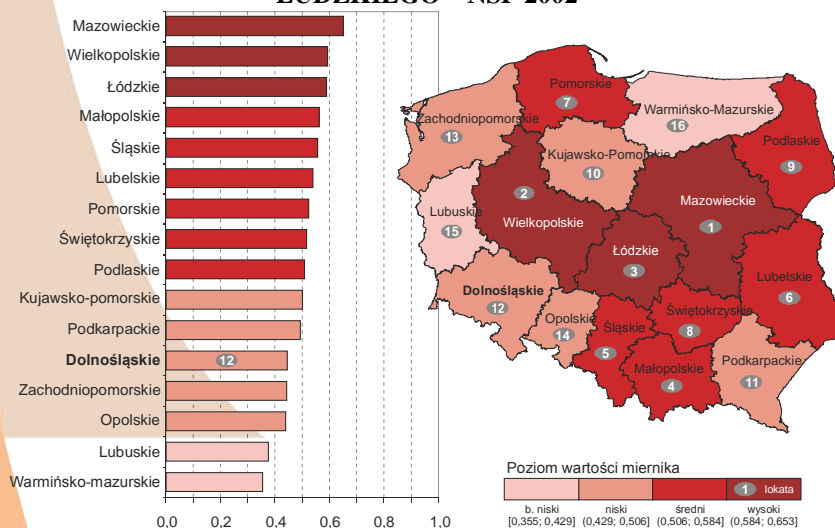 LUDZKIEGO – NSP 2002
Mazowieckie
Wielkopolskie
Łódzkie
Małopolskie
Śląskie
Lubelskie
Pomorskie
Świętokrzyskie
Podlaskie
Kujawsko-pomorskie
Podkarpackie
Dolnośląskie 12
Zachodniopomorskie
Opolskie
Lubuskie
Warmińsko-mazurskie
0,0 0,2 0,4 0,6 0,8 1,0
Pomorskie
7
Warmińsko-Mazurskie
16
Zachodniopomorskie
13
Podlaskie
9
Kujawsko-Pomorskie
10
2
Wielkopolskie
Mazowieckie
1
Lubuskie
15
Łódzkie
3
Lubelskie
6
Dolnośląskie
12
Opolskie
14
Śląskie
5
Świętokrzyskie
8
Małopolskie
4
Podkarpackie
11
Poziom wartości miernika
1 lokata
b. niski niski średni wysoki
[0,355; 0,429] (0,429; 0,506] (0,506; 0,584] (0,584; 0,653]